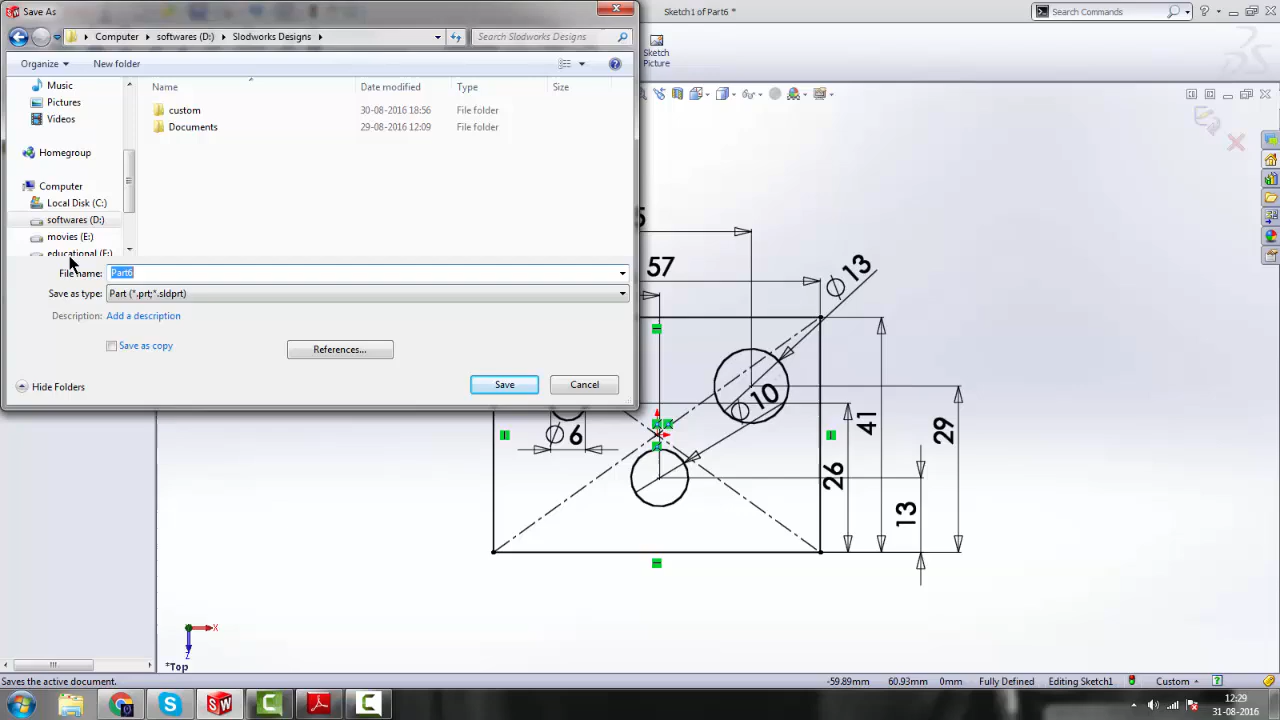 Save As
Sketch1 of Part6 *
Search Commands
Computer
softwares (D:)
Slodworks Designs
Search Slodworks Designs
Sketch
Picture
Organize
New folder
Music
Pictures
Videos
Homegroup
Computer
Local Disk (C:)
softwares (D:)
movies (E:)
educational (F:)
Name
Date modified
Type
Size
custom
30-08-2016 18:56
File folder
Documents
29-08-2016 12:09
File folder
File name:
Part6
Save as type:
Part (*.prt;*.sldprt)
Description:
Add a description
Save as copy
References...
Hide Folders
Save
Cancel
5
57
Ø 13
Ø 10
Ø 6
41
29
26
13
X
*Top
Saves the active document.
-59.89mm
60.93mm
0mm
Fully Defined
Editing Sketch1
Custom
12:29
31-08-2016